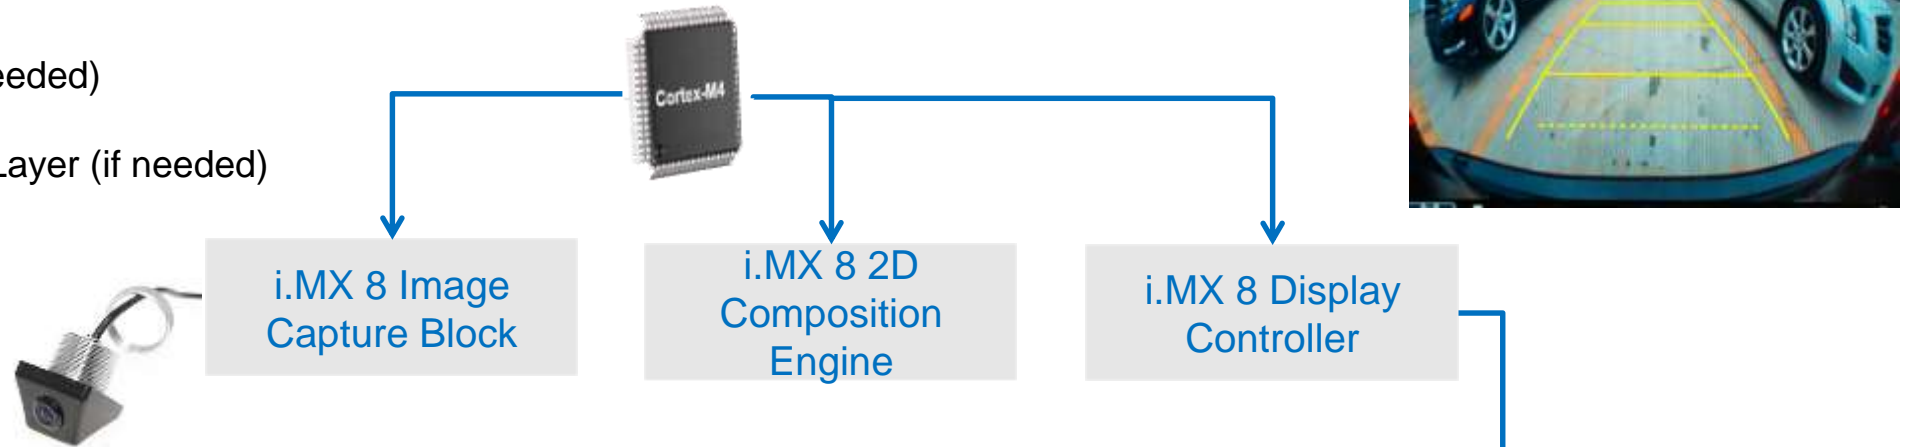 eeded)
Layer (if needed)
Cortex-M4
i.MX 8 Image
Capture Block
i.MX 8 2D
Composition
Engine
i.MX 8 Display
Controller